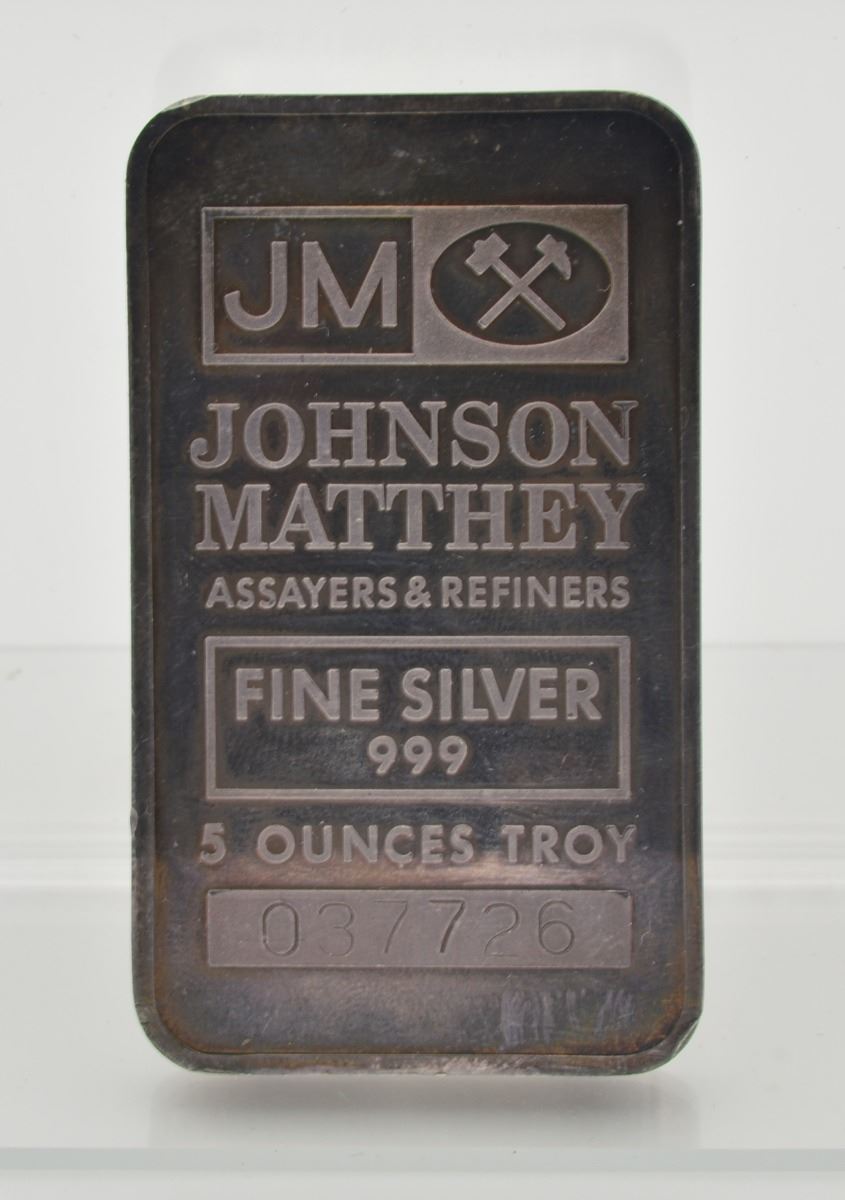 JM
JOHNSON
MATTHEY
ASSAYERS & REFINERS
FINE SILVER
999
5 OUNCES TROY
037726